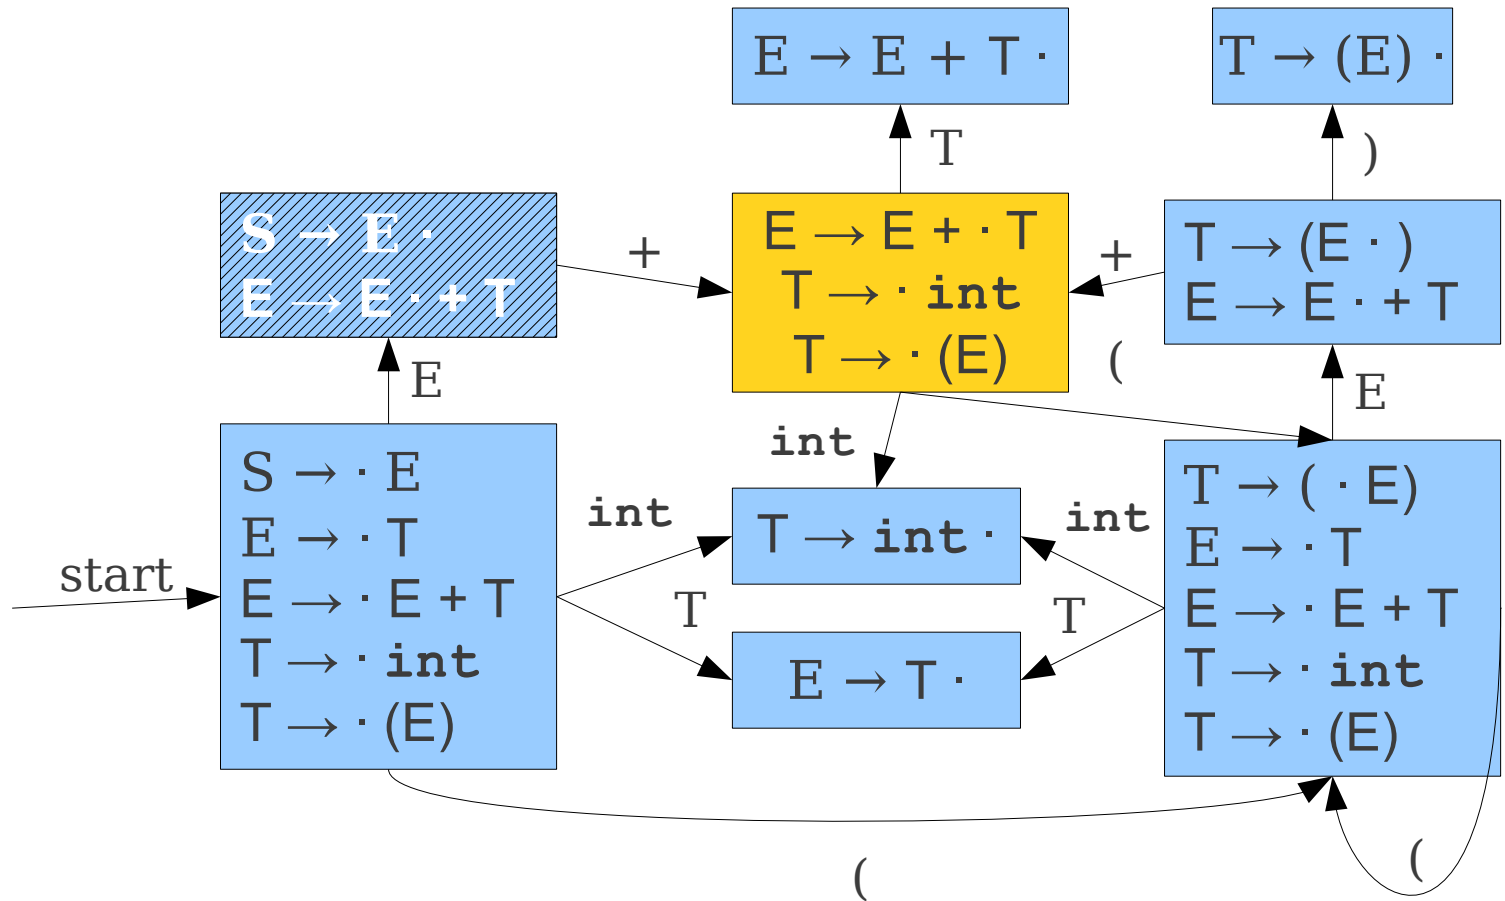 E → E + T ·
T → (E) ·
T
)
S → E ·
E → E · + T
+
E → E + · T
T → · int
T → · (E)
+
T → (E · )
E → E · + T
E
(
E
int
start
S → · E
E → · T
E → · E + T
T → · int
T → · (E)
int
T
T → int ·
E → T ·
int
T
T → ( · E)
E → · T
E → · E + T
T → · int
T → · (E)
(
(